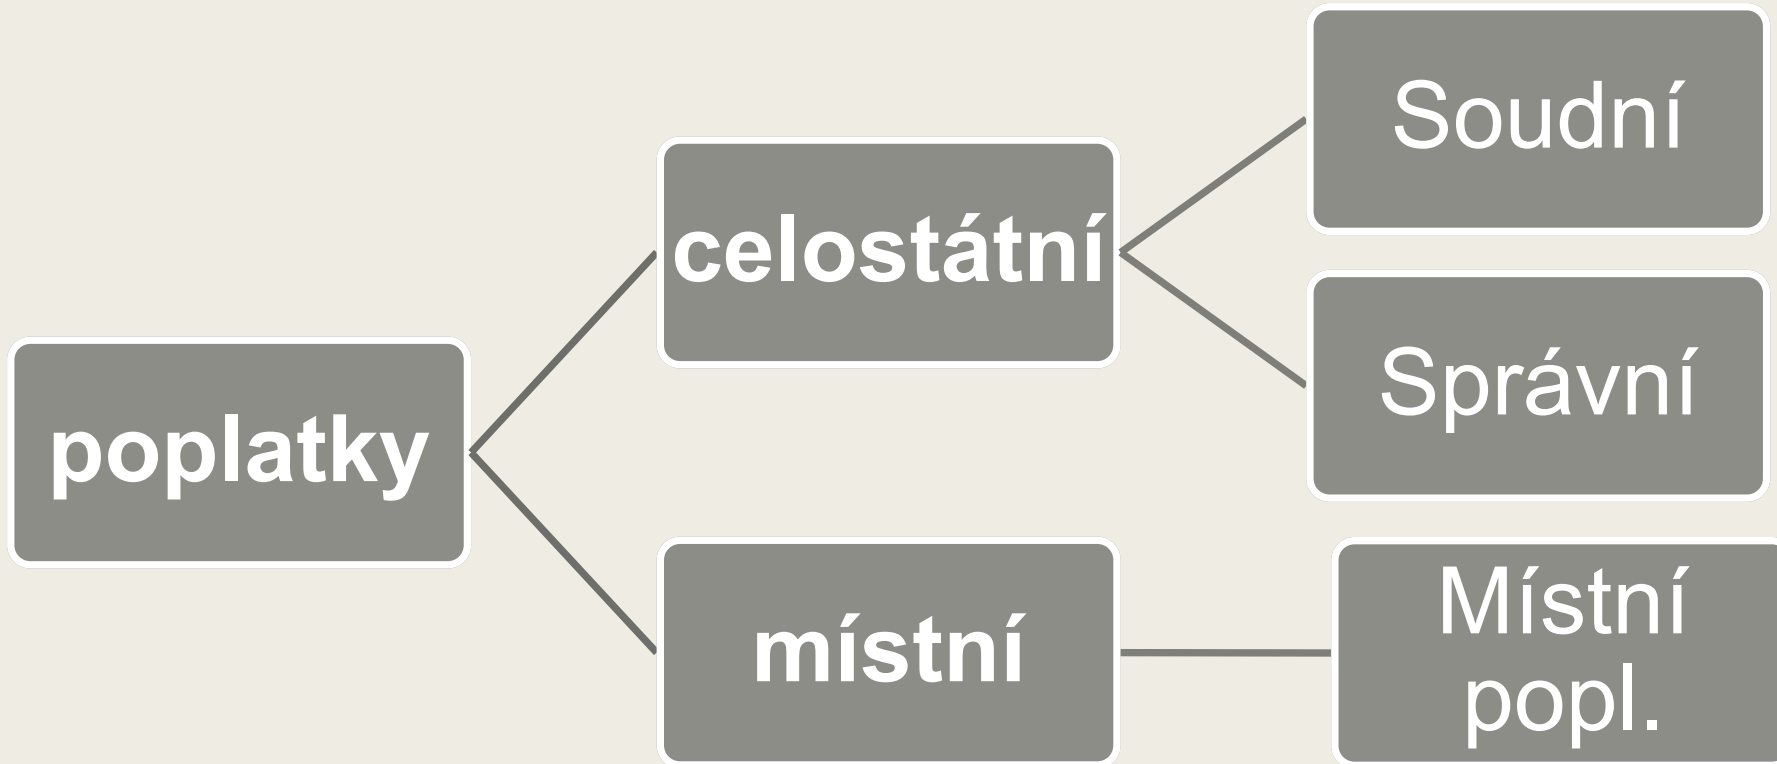 poplatky
celostátní
Soudní
Správní
místní
Místní
popl.